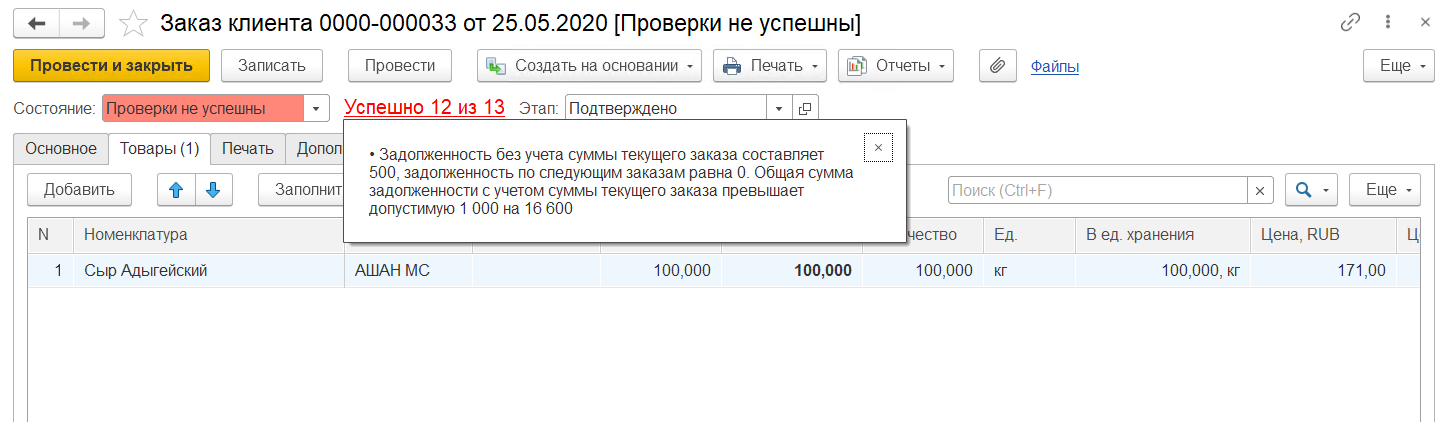 Заказ клиента 0000-000033 от 25.05.2020 [Проверки не успешны]
Провести и закрыть Записать Провести Создать на основании Печать Отчеты Файлы Еще
Состояние: Проверки не успешны Успешно 12 из 13 Этап: Подтверждено
Основное Товары (1) Печать Допол
• Задолженность без учета суммы текущего заказа составляет
500, задолженность по следующим заказам равна 0. Общая сумма
задолженности с учетом суммы текущего заказа превышает
допустимую 1 000 на 16 600
Добавить Заполнит Поиск (Ctrl+F) Еще
N Номенклатура чество Ед. В ед. хранения Цена, RUB Ц
1 Сыр Адыгейский АШАН МС 100,000 100,000 100,000 кг 100,000, кг 171,00